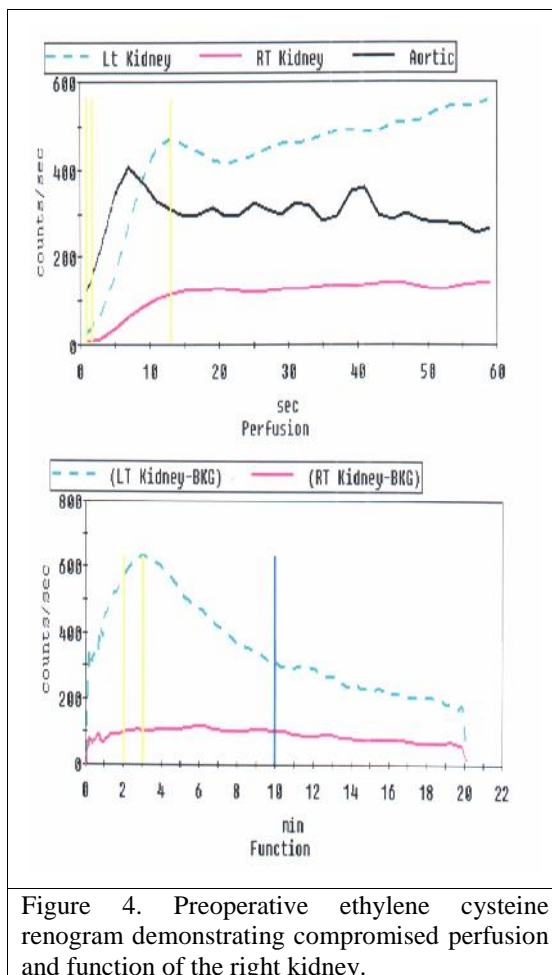 Lt Kidney RT Kidney Aortic
600
400
200
0
counts/sec
0 10 20 30 40 50 60
sec
Perfusion
(LT Kidney-BKG) (RT Kidney-BKG)
800
600
400
200
0
counts/sec
0 2 4 6 8 10 12 14 16 18 20 22
min
Function
Figure 4. Preoperative ethylene cysteine
renogram demonstrating compromised perfusion
and function of the right kidney.